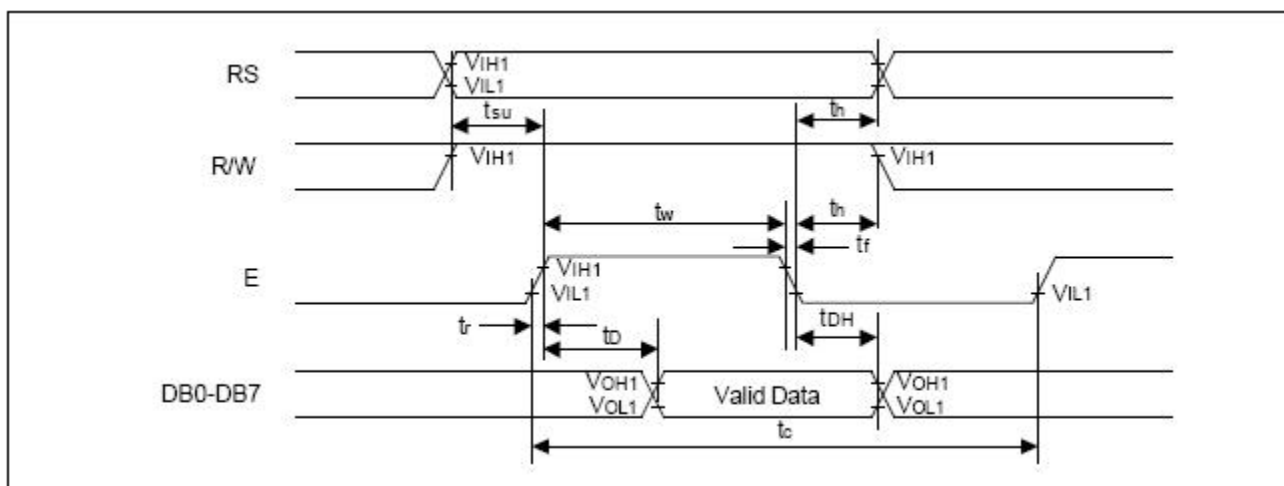 RS
VIH1
VIL1
tsu
th
R/W
VIH1
VIH1
tw
th
tf
E
VIH1
VIL1
VIL1
tr
tD
tDH
DB0-DB7
VOH1
VOL1
Valid Data
VOH1
VOL1
tc